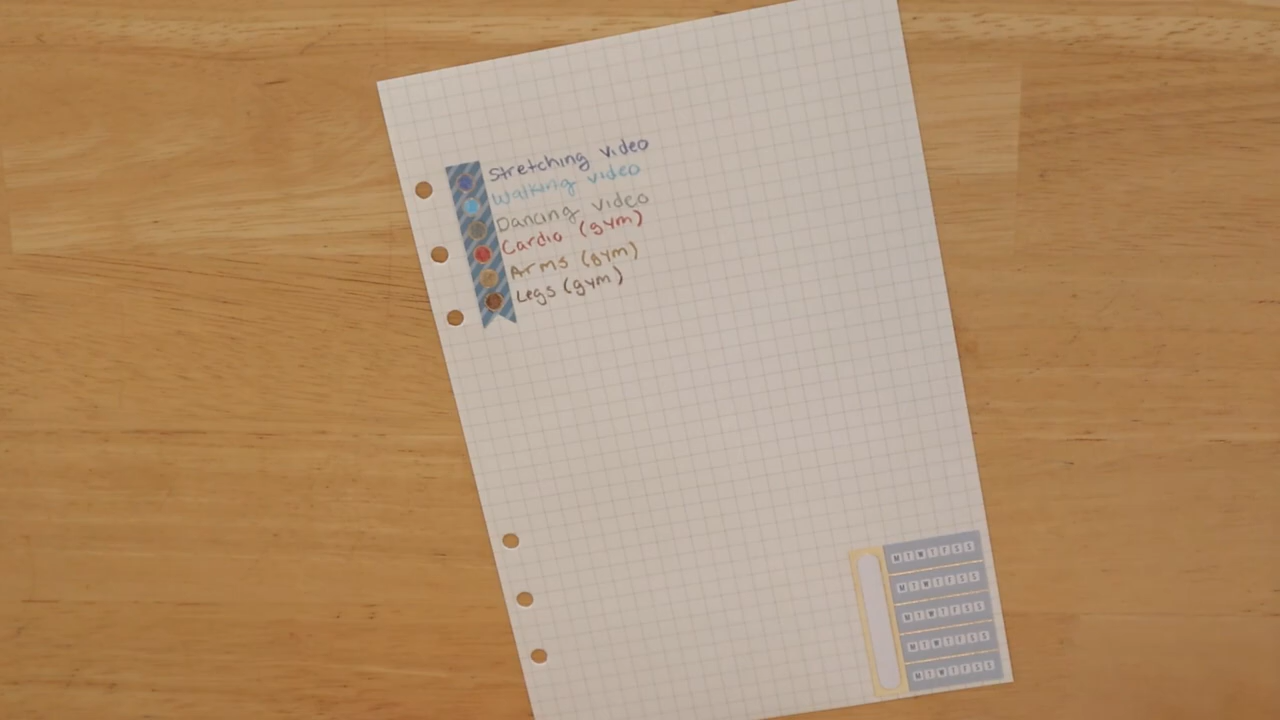 Stretching video
Walking video
Dancing video
Cardio (gym)
Arms (gym)
Legs (gym)
M T W T F S S
M T W T F S S
M T W T F S S
M T W T F S S
M T W T F S S